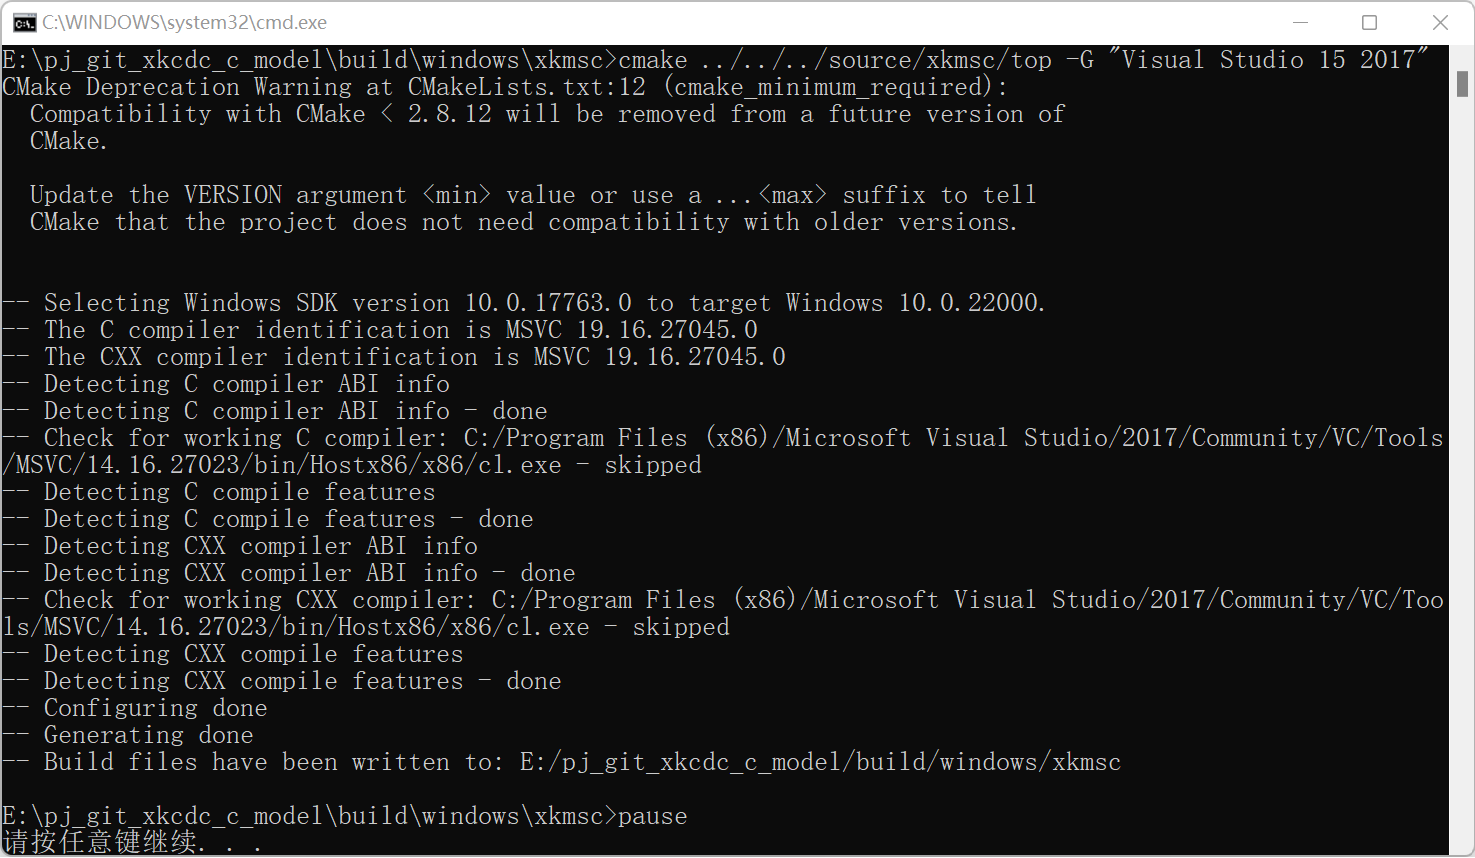 C:\WINDOWS\system32\cmd.exe
E:\pj_git_xkcdc_c_model\build\windows\xkmsc>cmake ../../../source/xkmsc/top -G "Visual Studio 15 2017"
CMake Deprecation Warning at CMakeLists.txt:12 (cmake_minimum_required):
  Compatibility with CMake < 2.8.12 will be removed from a future version of
  CMake.
  Update the VERSION argument <min> value or use a ...<max> suffix to tell
  CMake that the project does not need compatibility with older versions.
-- Selecting Windows SDK version 10.0.17763.0 to target Windows 10.0.22000.
-- The C compiler identification is MSVC 19.16.27045.0
-- The CXX compiler identification is MSVC 19.16.27045.0
-- Detecting C compiler ABI info
-- Detecting C compiler ABI info - done
-- Check for working C compiler: C:/Program Files (x86)/Microsoft Visual Studio/2017/Community/VC/Tools
/MSVC/14.16.27023/bin/Hostx86/x86/cl.exe - skipped
-- Detecting C compile features
-- Detecting C compile features - done
-- Detecting CXX compiler ABI info
-- Detecting CXX compiler ABI info - done
-- Check for working CXX compiler: C:/Program Files (x86)/Microsoft Visual Studio/2017/Community/VC/Too
ls/MSVC/14.16.27023/bin/Hostx86/x86/cl.exe - skipped
-- Detecting CXX compile features
-- Detecting CXX compile features - done
-- Configuring done
-- Generating done
-- Build files have been written to: E:/pj_git_xkcdc_c_model/build/windows/xkmsc
E:\pj_git_xkcdc_c_model\build\windows\xkmsc>pause
请按任意键继续. . .